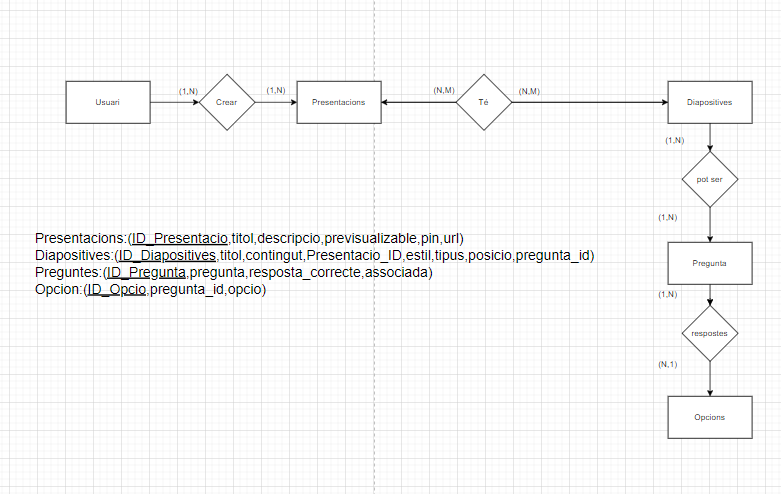 Usuari
(1,N)
Crear
(1,N)
Presentacions
(N,M)
Té
(N,M)
Diapositives
(1,N)
pot ser
(1,N)
Pregunta
(1,N)
respostes
(N,1)
Opcions
Presentacions:(ID_Presentacio,titol,descripcio,previsualizable,pin,url)
Diapositives:(ID_Diapositives,titol,contingut,Presentacio_ID,estil,tipus,posicio,pregunta_id)
Preguntes:(ID_Pregunta,pregunta,resposta_correcte,associada)
Opcion:(ID_Opcio,pregunta_id,opcio)